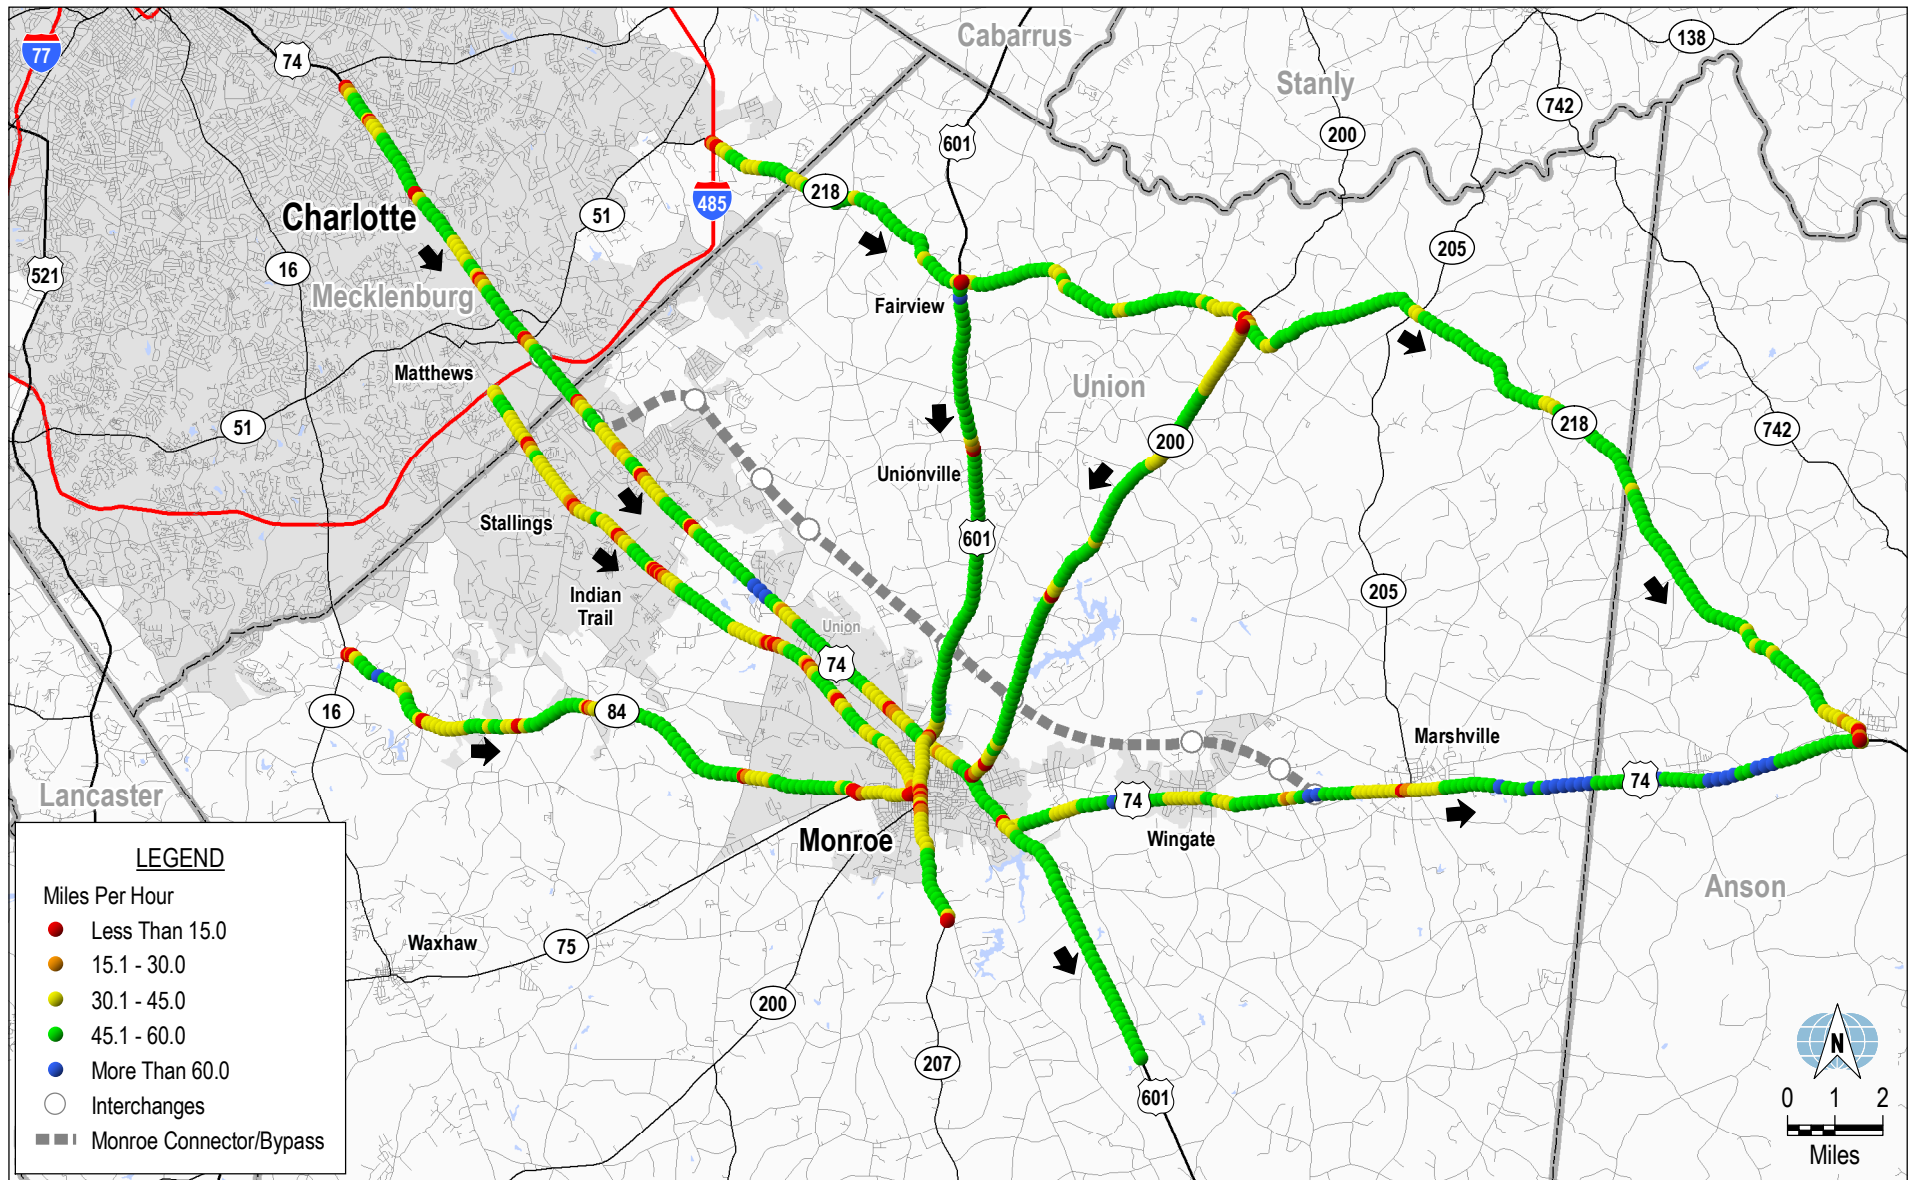 77
74
Cabarrus
138
Stanly
742
200
601
485
218
51
Charlotte
16
521
Mecklenburg
205
Fairview
Matthews
Union
51
218
742
200
Unionville
Stallings
601
Indian
Trail
205
Union
74
16
84
Marshville
Lancaster
74
74
Monroe
Wingate
Anson
Waxhaw
75
200
207
601
LEGEND
Miles Per Hour
Less Than 15.0
15.1 - 30.0
30.1 - 45.0
45.1 - 60.0
More Than 60.0
Interchanges
Monroe Connector/Bypass
N
0 1 2
Miles